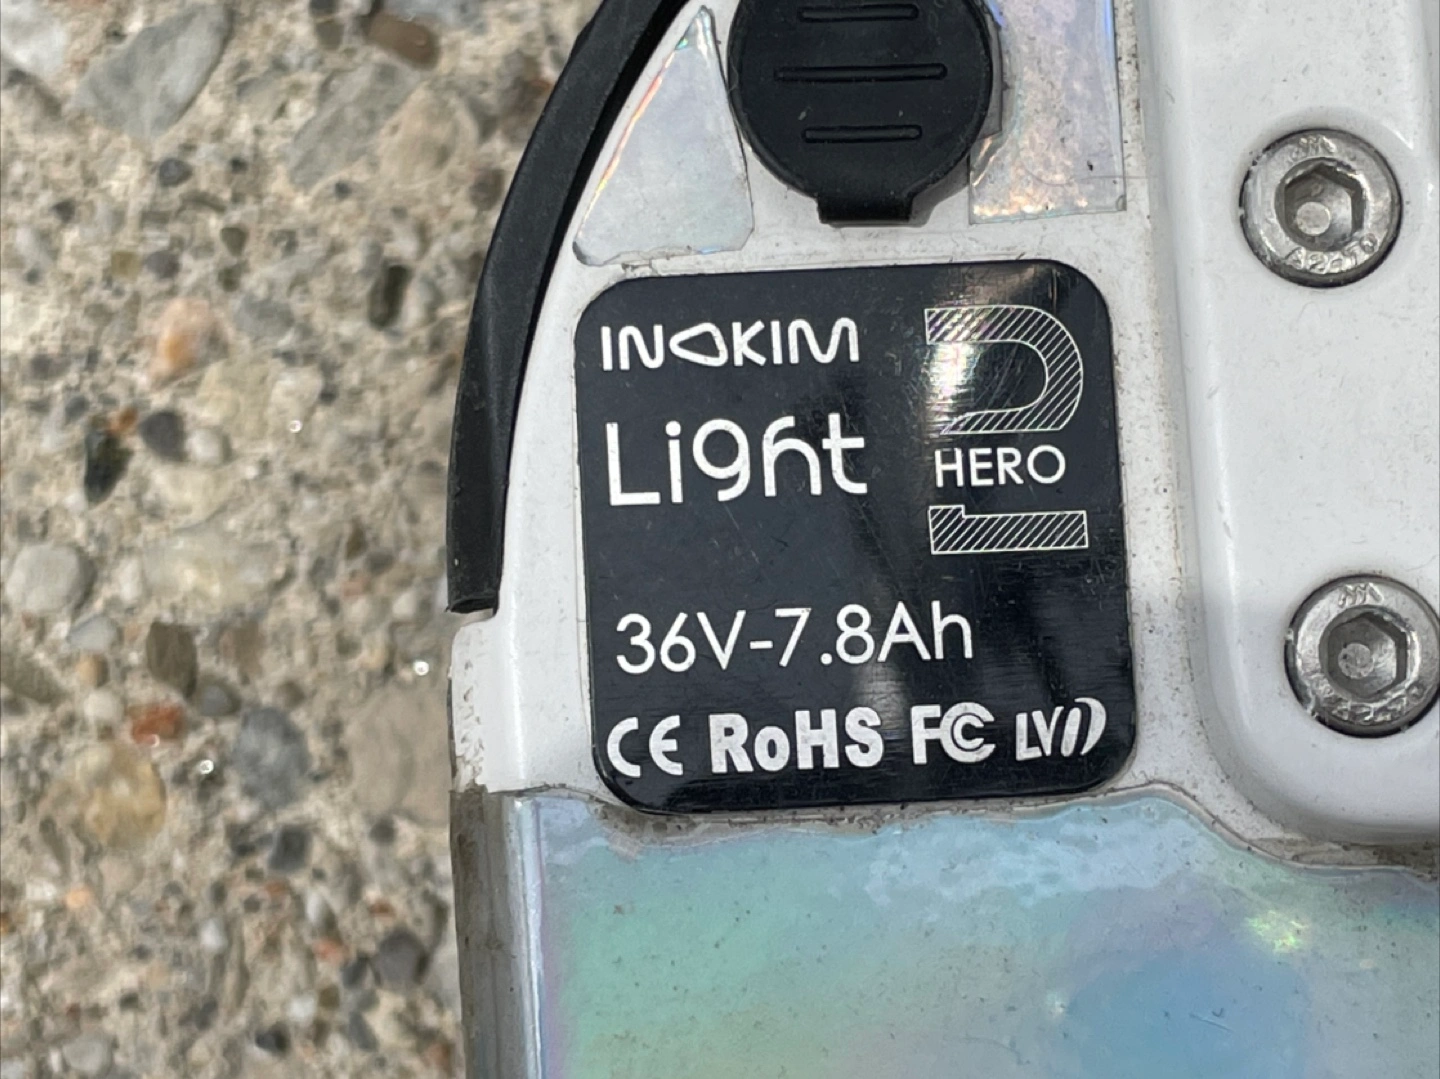 INOKIM
Light
HERO
36V-7.8Ah
CE RoHS FC LVD